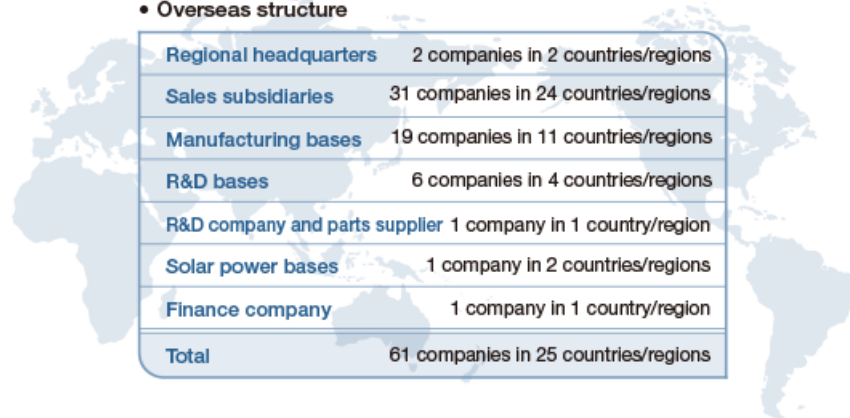 • Overseas structure
Regional headquarters 2 companies in 2 countries/regions
Sales subsidiaries 31 companies in 24 countries/regions
Manufacturing bases 19 companies in 11 countries/regions
R&D bases 6 companies in 4 countries/regions
R&D company and parts supplier 1 company in 1 country/region
Solar power bases 1 company in 2 countries/regions
Finance company 1 company in 1 country/region
Total 61 companies in 25 countries/regions